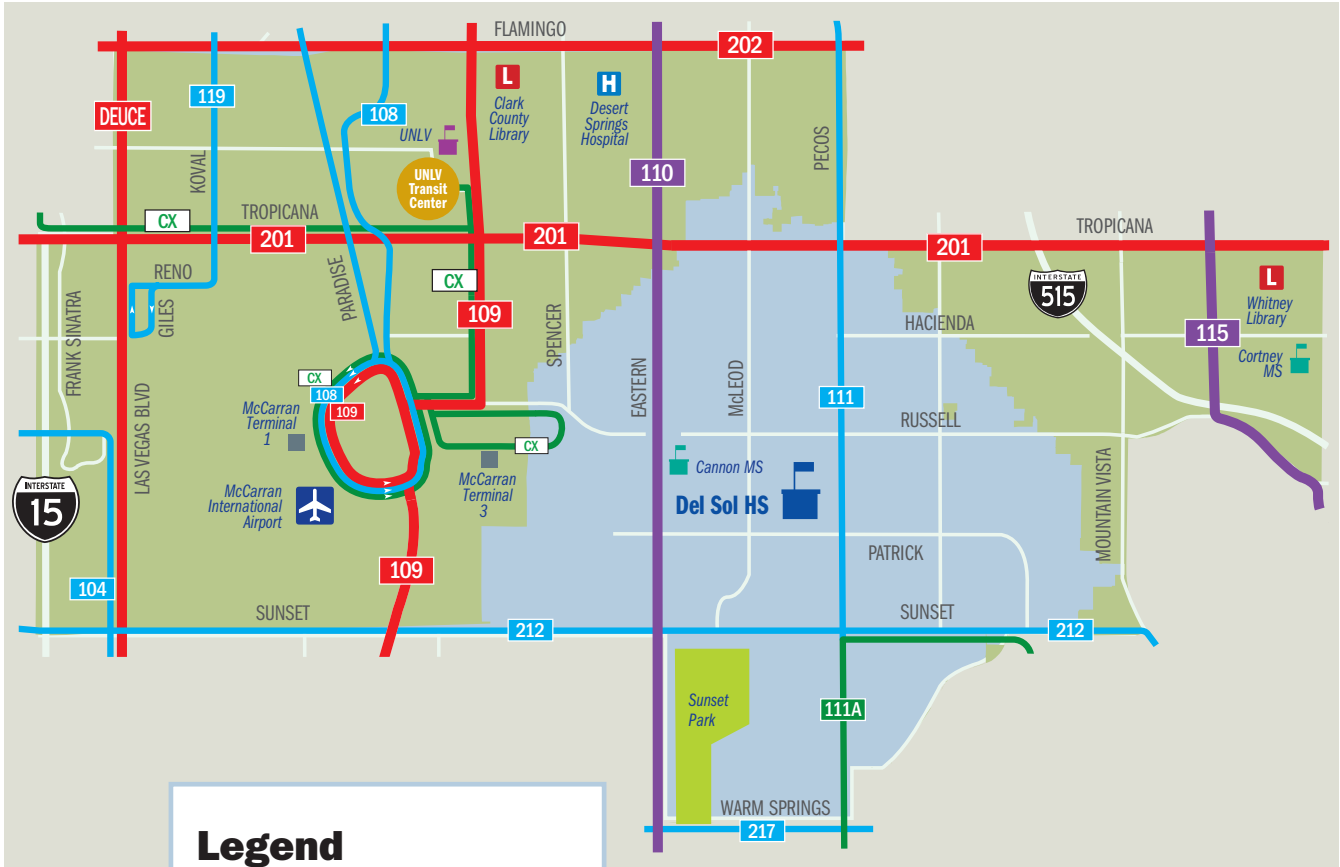 FLAMINGO
202
119
DEUCE
108
L
Clark
County
Library
H
Desert
Springs
Hospital
UNLV
KOVAL
PECOS
110
UNLV
Transit
Center
CX
TROPICANA
201
201
201
TROPICANA
CX
RENO
GILES
PARADISE
109
SPENCER
INTERSTATE
515
L
Whitney
Library
HACIENDA
115
Cortney
MS
FRANK SINATRA
LAS VEGAS BLVD
EASTERN
McLEOD
CX
108
109
111
McCarran
Terminal
1
RUSSELL
CX
McCarran
Terminal
3
Cannon MS
Del Sol HS
INTERSTATE
15
McCarran
International
Airport
MOUNTAIN VISTA
PATRICK
109
104
SUNSET
SUNSET
212
212
Sunset
Park
111A
WARM SPRINGS
217
Legend